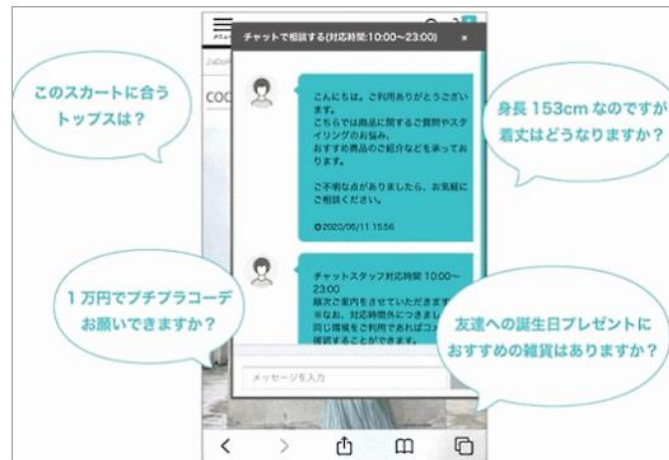 チャットで相談する(対応時間:10:00〜23:00)
×
このスカートに合う
トップスは？
身長153cmなのですが
着丈はどうなりますか？
こんにちは。ご利用ありがとうござい
ます。
こちらでは商品に関するご質問やスタ
イリングのお悩み、
おすすめ商品のご紹介などを承ってお
ります。
ご不明な点がありましたら、お気軽に
ご相談ください。
2020/06/11 15:56
1万円でプチプラコーデ
お願いできますか？
チャットスタッフ対応時間 10:00〜
23:00
順次ご案内をさせていただきます
※なお、対応時間外につきまし
同じ環境をご利用であればコメ
確認することができます。
友達への誕生日プレゼントに
おすすめの雑貨はありますか？
メッセージを入力